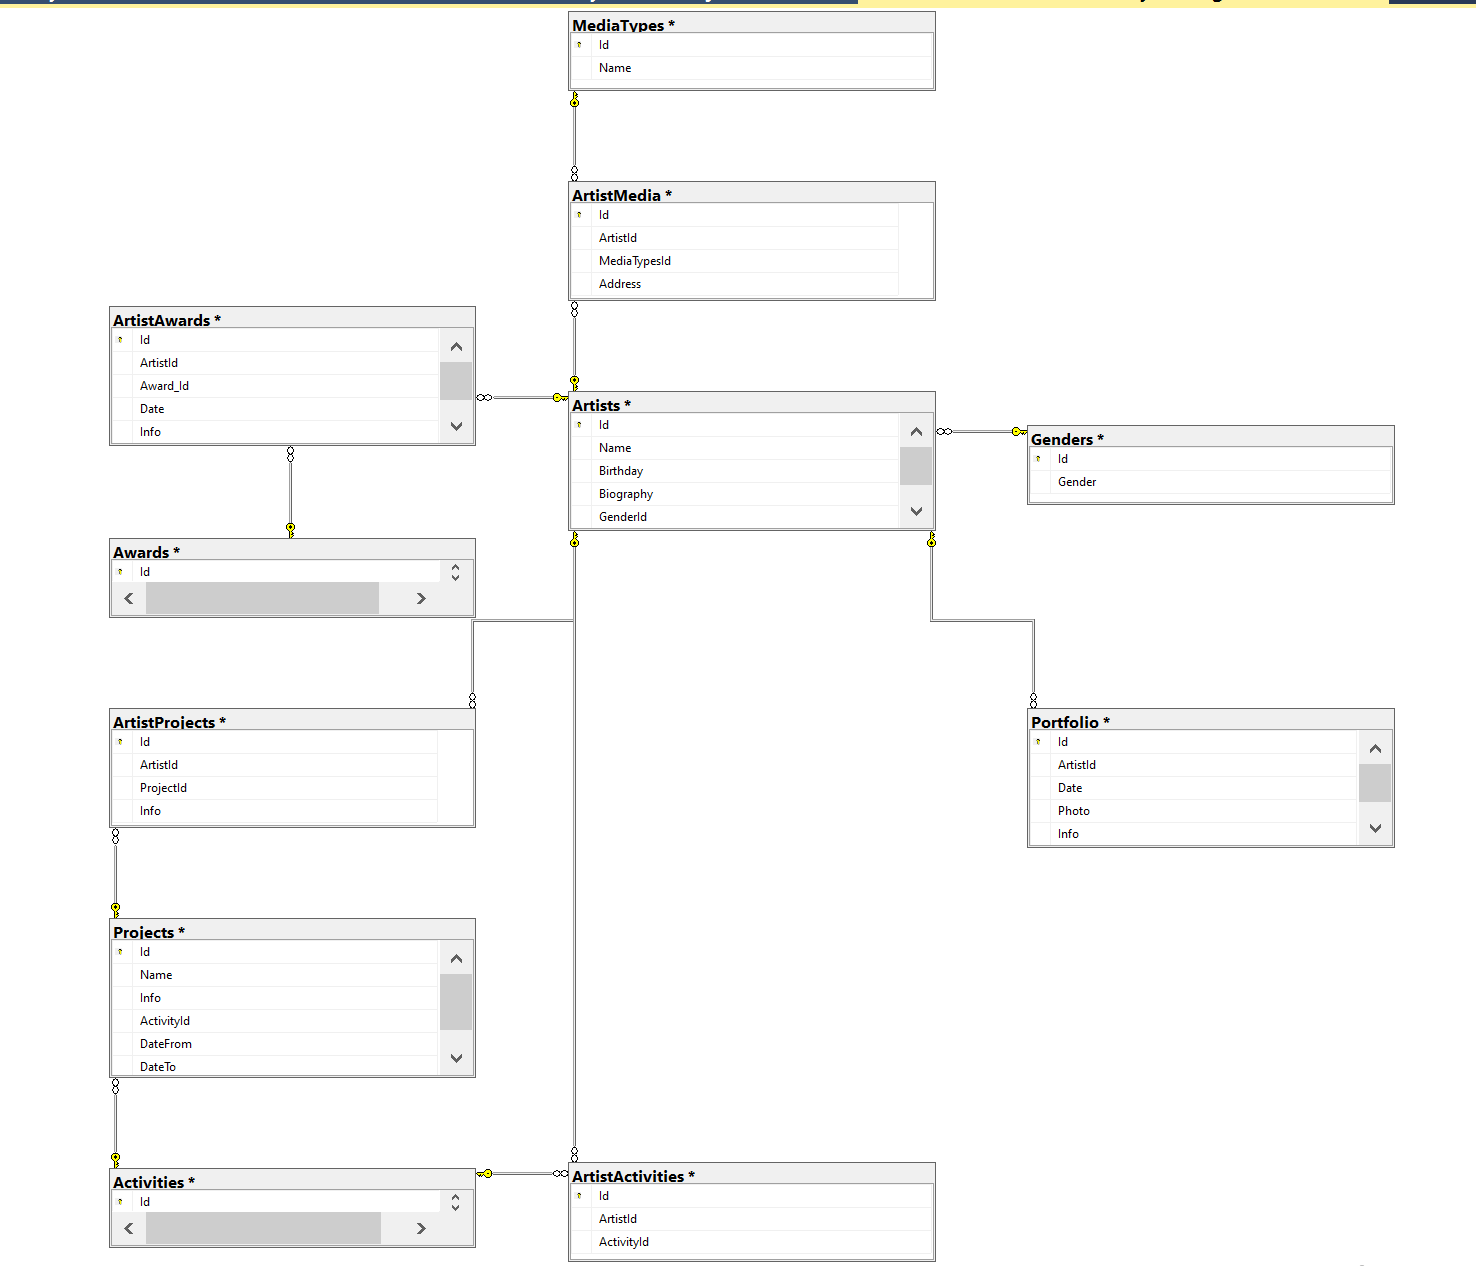 MediaTypes *
Id
Name
ArtistMedia *
Id
ArtistId
MediaTypesId
Address
ArtistAwards *
Id
ArtistId
Award_Id
Date
Info
Artists *
Id
Name
Birthday
Biography
GenderId
Genders *
Id
Gender
Awards *
Id
ArtistProjects *
Id
ArtistId
ProjectId
Info
Portfolio *
Id
ArtistId
Date
Photo
Info
Projects *
Id
Name
Info
ActivityId
DateFrom
DateTo
Activities *
Id
ArtistActivities *
Id
ArtistId
ActivityId